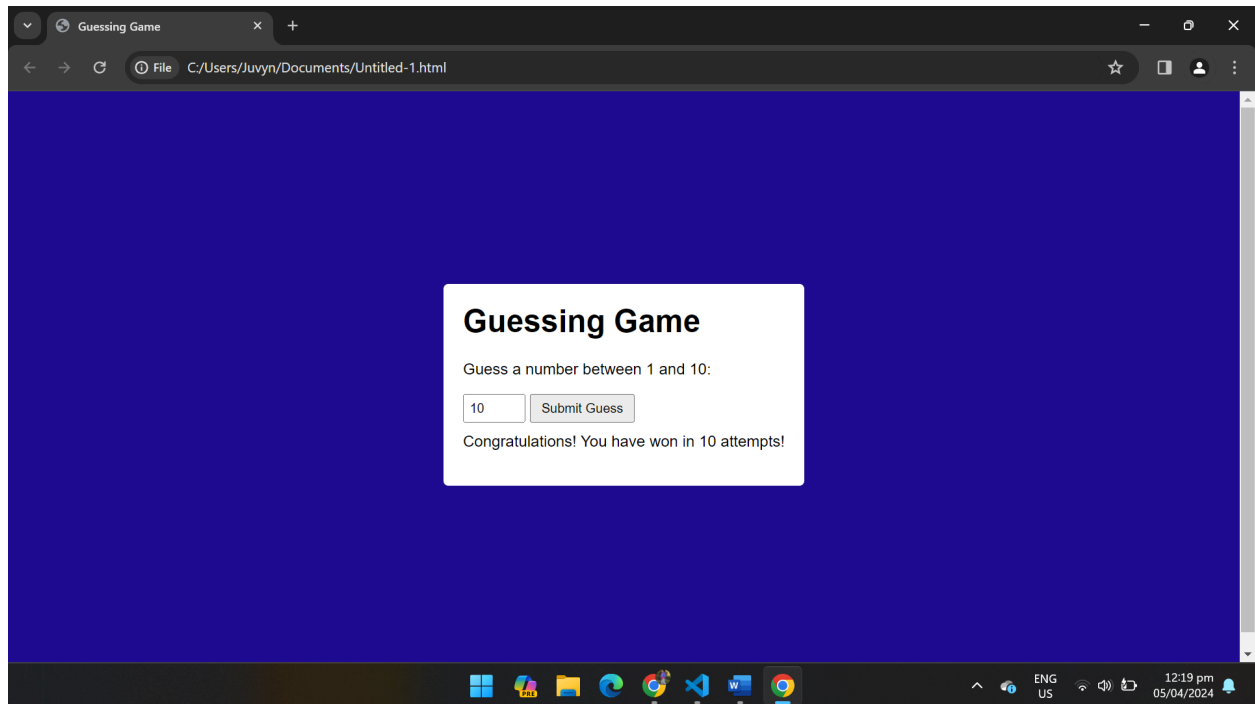 Guessing Game
File C:/Users/Juvyn/Documents/Untitled-1.html
Guessing Game
Guess a number between 1 and 10:
10 Submit Guess
Congratulations! You have won in 10 attempts!
PRE
W
ENG
US
12:19 pm
05/04/2024